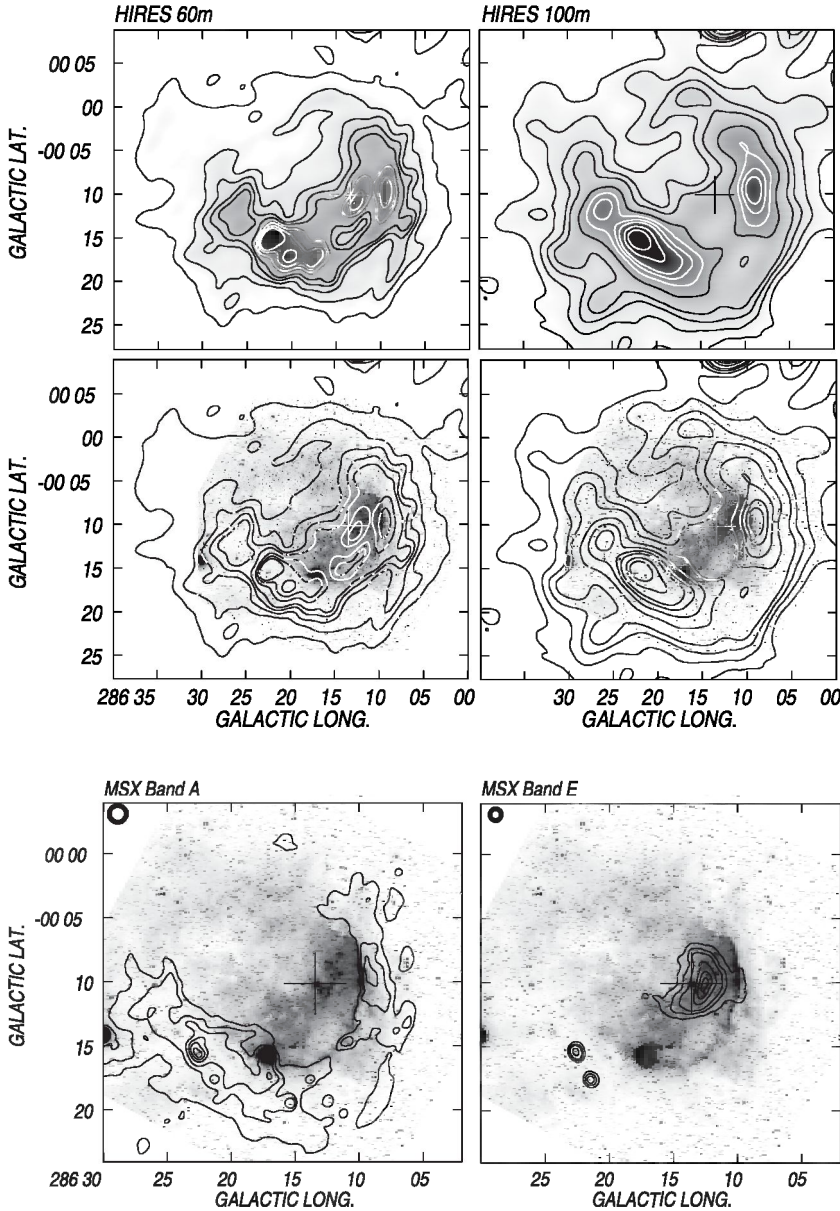 HIRES 60m
HIRES 100m
GALACTIC LAT.
00 05
00
-00 05
10
15
20
25
GALACTIC LAT.
00 05
00
-00 05
10
15
20
25
286 35 30 25 20 15 10 05 00
30 25 20 15 10 05 00
GALACTIC LONG.
GALACTIC LONG.
MSX Band A
MSX Band E
GALACTIC LAT.
00 00
-00 05
10
15
20
286 30 25 20 15 10 05
25 20 15 10 05
GALACTIC LONG.
GALACTIC LONG.